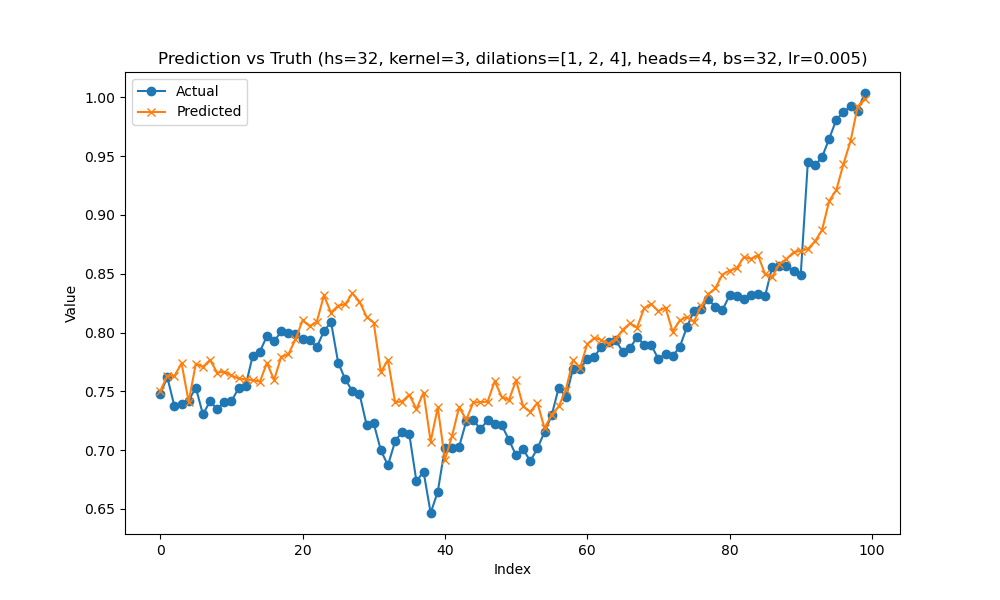 Prediction vs Truth (hs=32, kernel=3, dilations=[1, 2, 4], heads=4, bs=32, lr=0.005)
Actual
Predicted
1.00
0.95
0.90
0.85
0.80
0.75
0.70
0.65
Value
0 20 40 60 80 100
Index